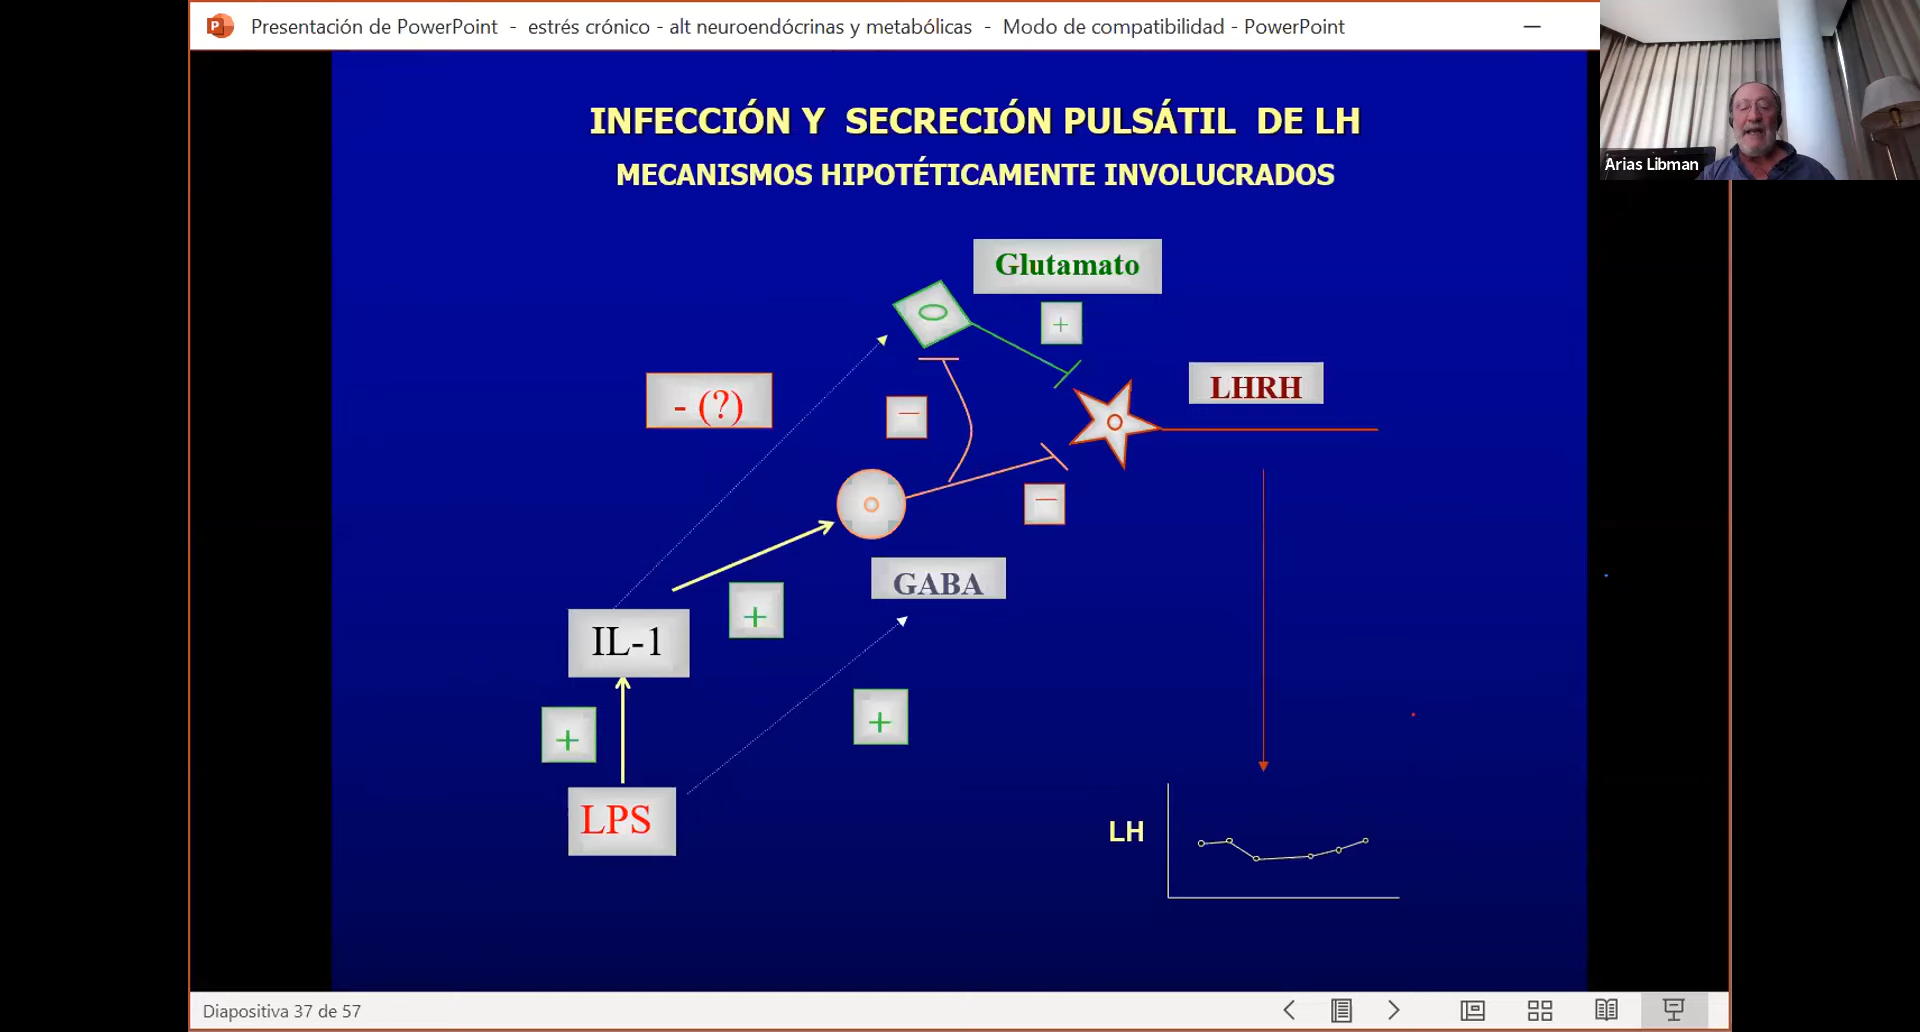 Presentación de PowerPoint - estrés crónico - alt neuroendócrinas y metabólicas - Modo de compatibilidad - PowerPoint
Arias Libman
INFECCIÓN Y SECRECIÓN PULSÁTIL DE LH
MECANISMOS HIPOTÉTICAMENTE INVOLUCRADOS
Glutamato
+
LHRH
- (?)
−
−
GABA
+
IL-1
+
+
LPS
LH
Diapositiva 37 de 57